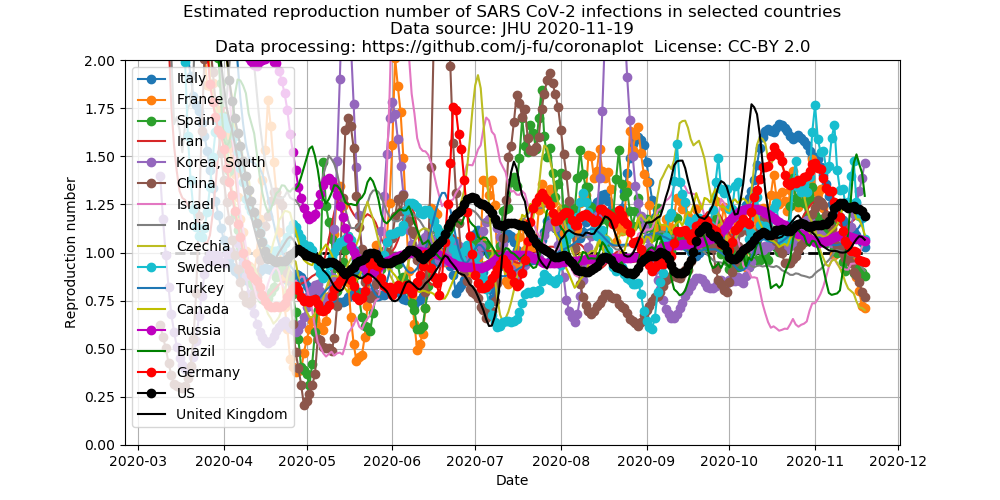 Estimated reproduction number of SARS CoV-2 infections in selected countries
Data source: JHU 2020-11-19
Data processing: https://github.com/j-fu/coronaplot License: CC-BY 2.0
Reproduction number
2.00
1.75
1.50
1.25
1.00
0.75
0.50
0.25
0.00
Italy
France
Spain
Iran
Korea, South
China
Israel
India
Czechia
Sweden
Turkey
Canada
Russia
Brazil
Germany
US
United Kingdom
2020-03 2020-04 2020-05 2020-06 2020-07 2020-08 2020-09 2020-10 2020-11 2020-12
Date